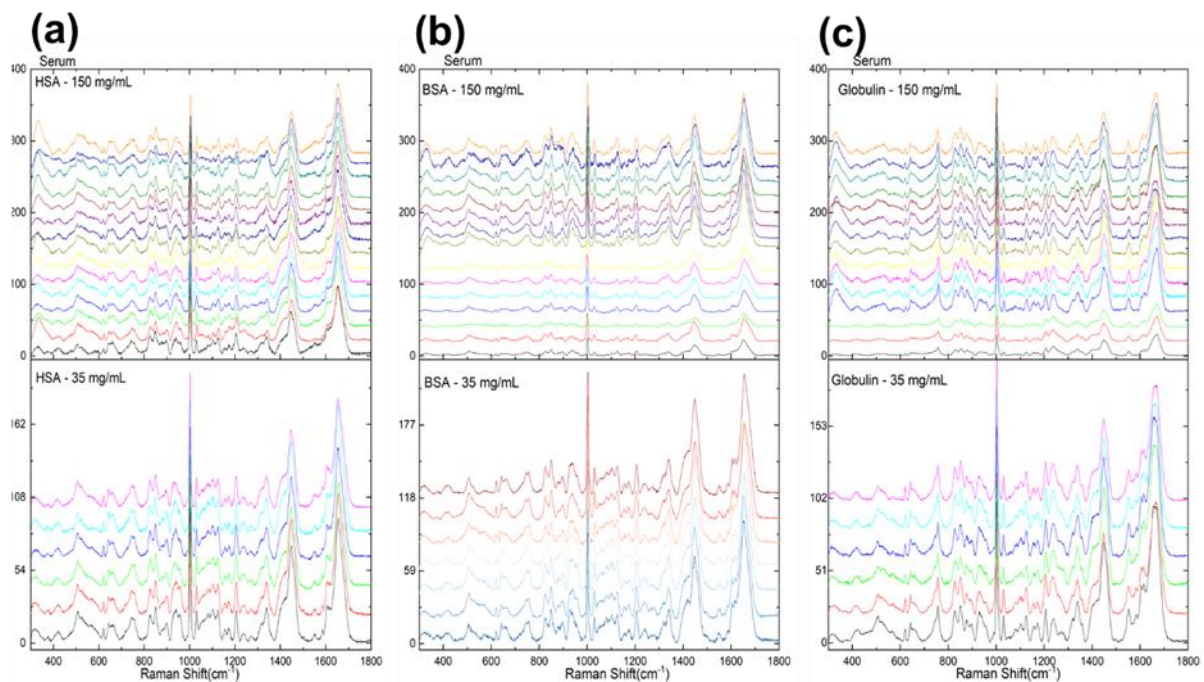 (a)
Serum
HSA - 150 mg/mL
400
300
200
100
0
HSA - 35 mg/mL
162
108
54
0
400 600 800 1000 1200 1400 1600 1800
Raman Shift(cm⁻¹)
(b)
Serum
BSA - 150 mg/mL
400
300
200
100
0
BSA - 35 mg/mL
177
118
59
0
400 600 800 1000 1200 1400 1600 1800
Raman Shift(cm⁻¹)
(c)
Serum
Globulin - 150 mg/mL
400
300
200
100
0
Globulin - 35 mg/mL
153
102
51
0
400 600 800 1000 1200 1400 1600 1800
Raman Shift(cm⁻¹)